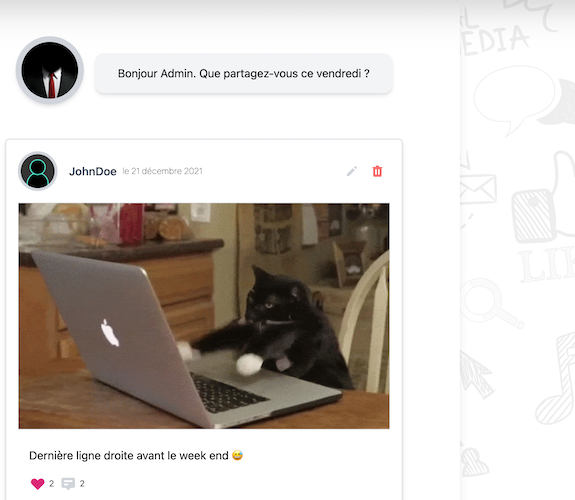 EDIA
Bonjour Admin. Que partagez-vous ce vendredi ?
JohnDoe le 21 décembre 2021
LIK
Dernière ligne droite avant le week end 😅
2 2